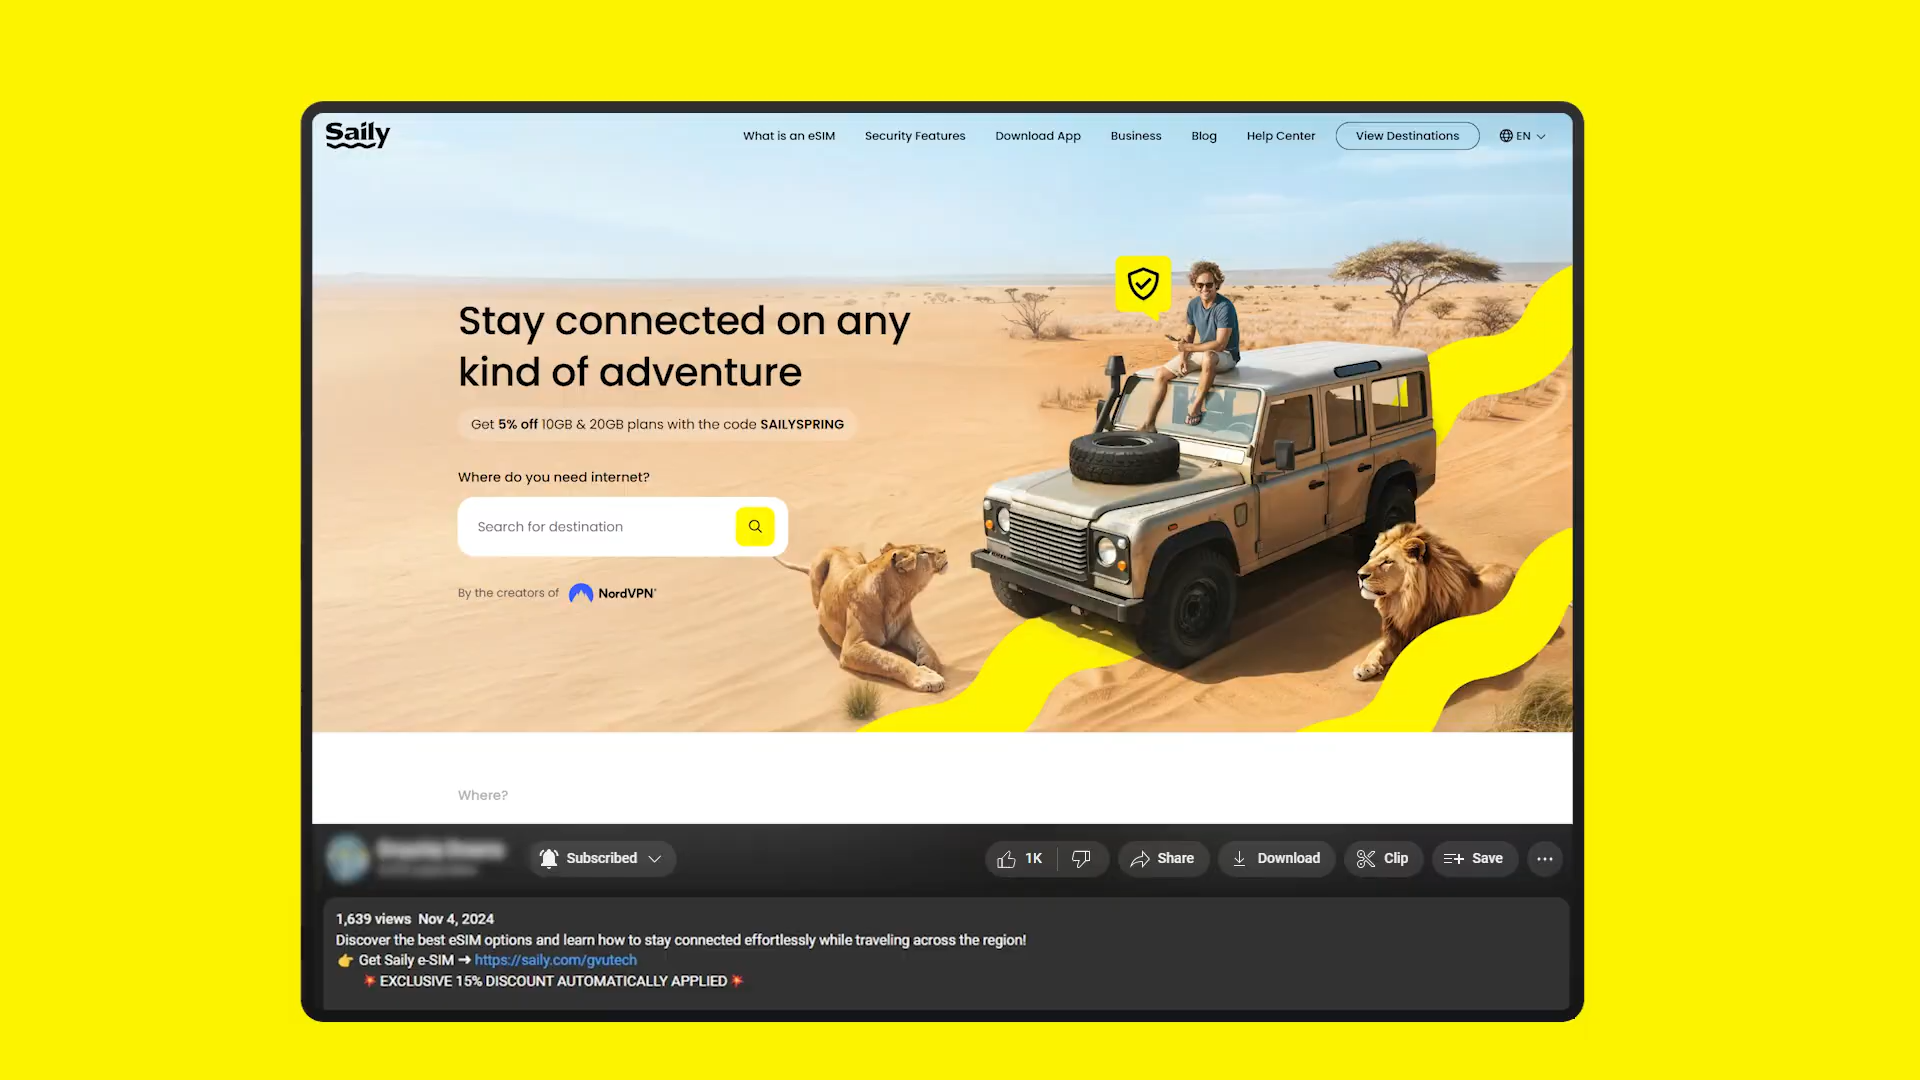 Saily
What is an eSIM
Security Features
Download App
Business
Blog
Help Center
View Destinations
EN
Stay connected on any
kind of adventure
Get 5% off 10GB & 20GB plans with the code SAILYSPRING
Where do you need internet?
Search for destination
By the creators of NordVPN®
Where?
Subscribed
1K
Share
Download
Clip
Save
1,639 views Nov 4, 2024
Discover the best eSIM options and learn how to stay connected effortlessly while traveling across the region!
👉 Get Saily e-SIM ➜ https://saily.com/gvutech
💥 EXCLUSIVE 15% DISCOUNT AUTOMATICALLY APPLIED 💥